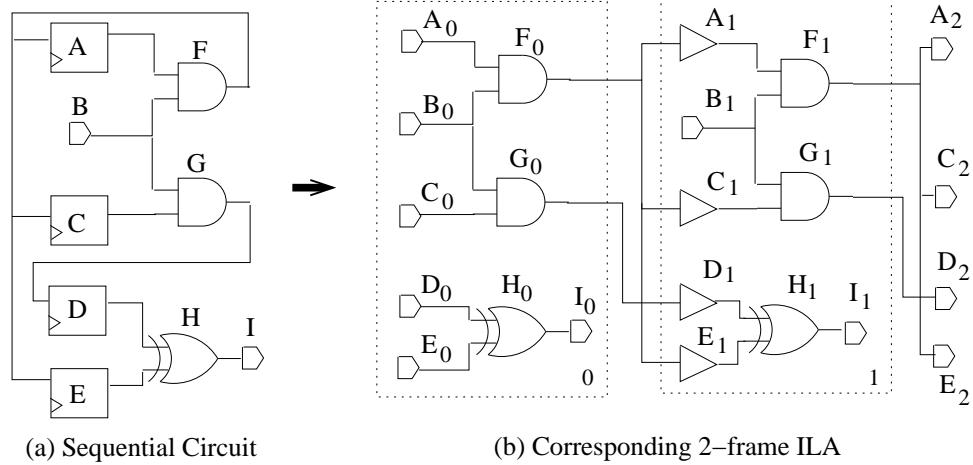 A
F
B
G
C
D
H
I
E
(a) Sequential Circuit
A0
F0
B0
G0
C0
D0
H0
I0
E0
0
A1
F1
B1
G1
C1
D1
H1
I1
E1
1
A2
C2
D2
E2
(b) Corresponding 2−frame ILA